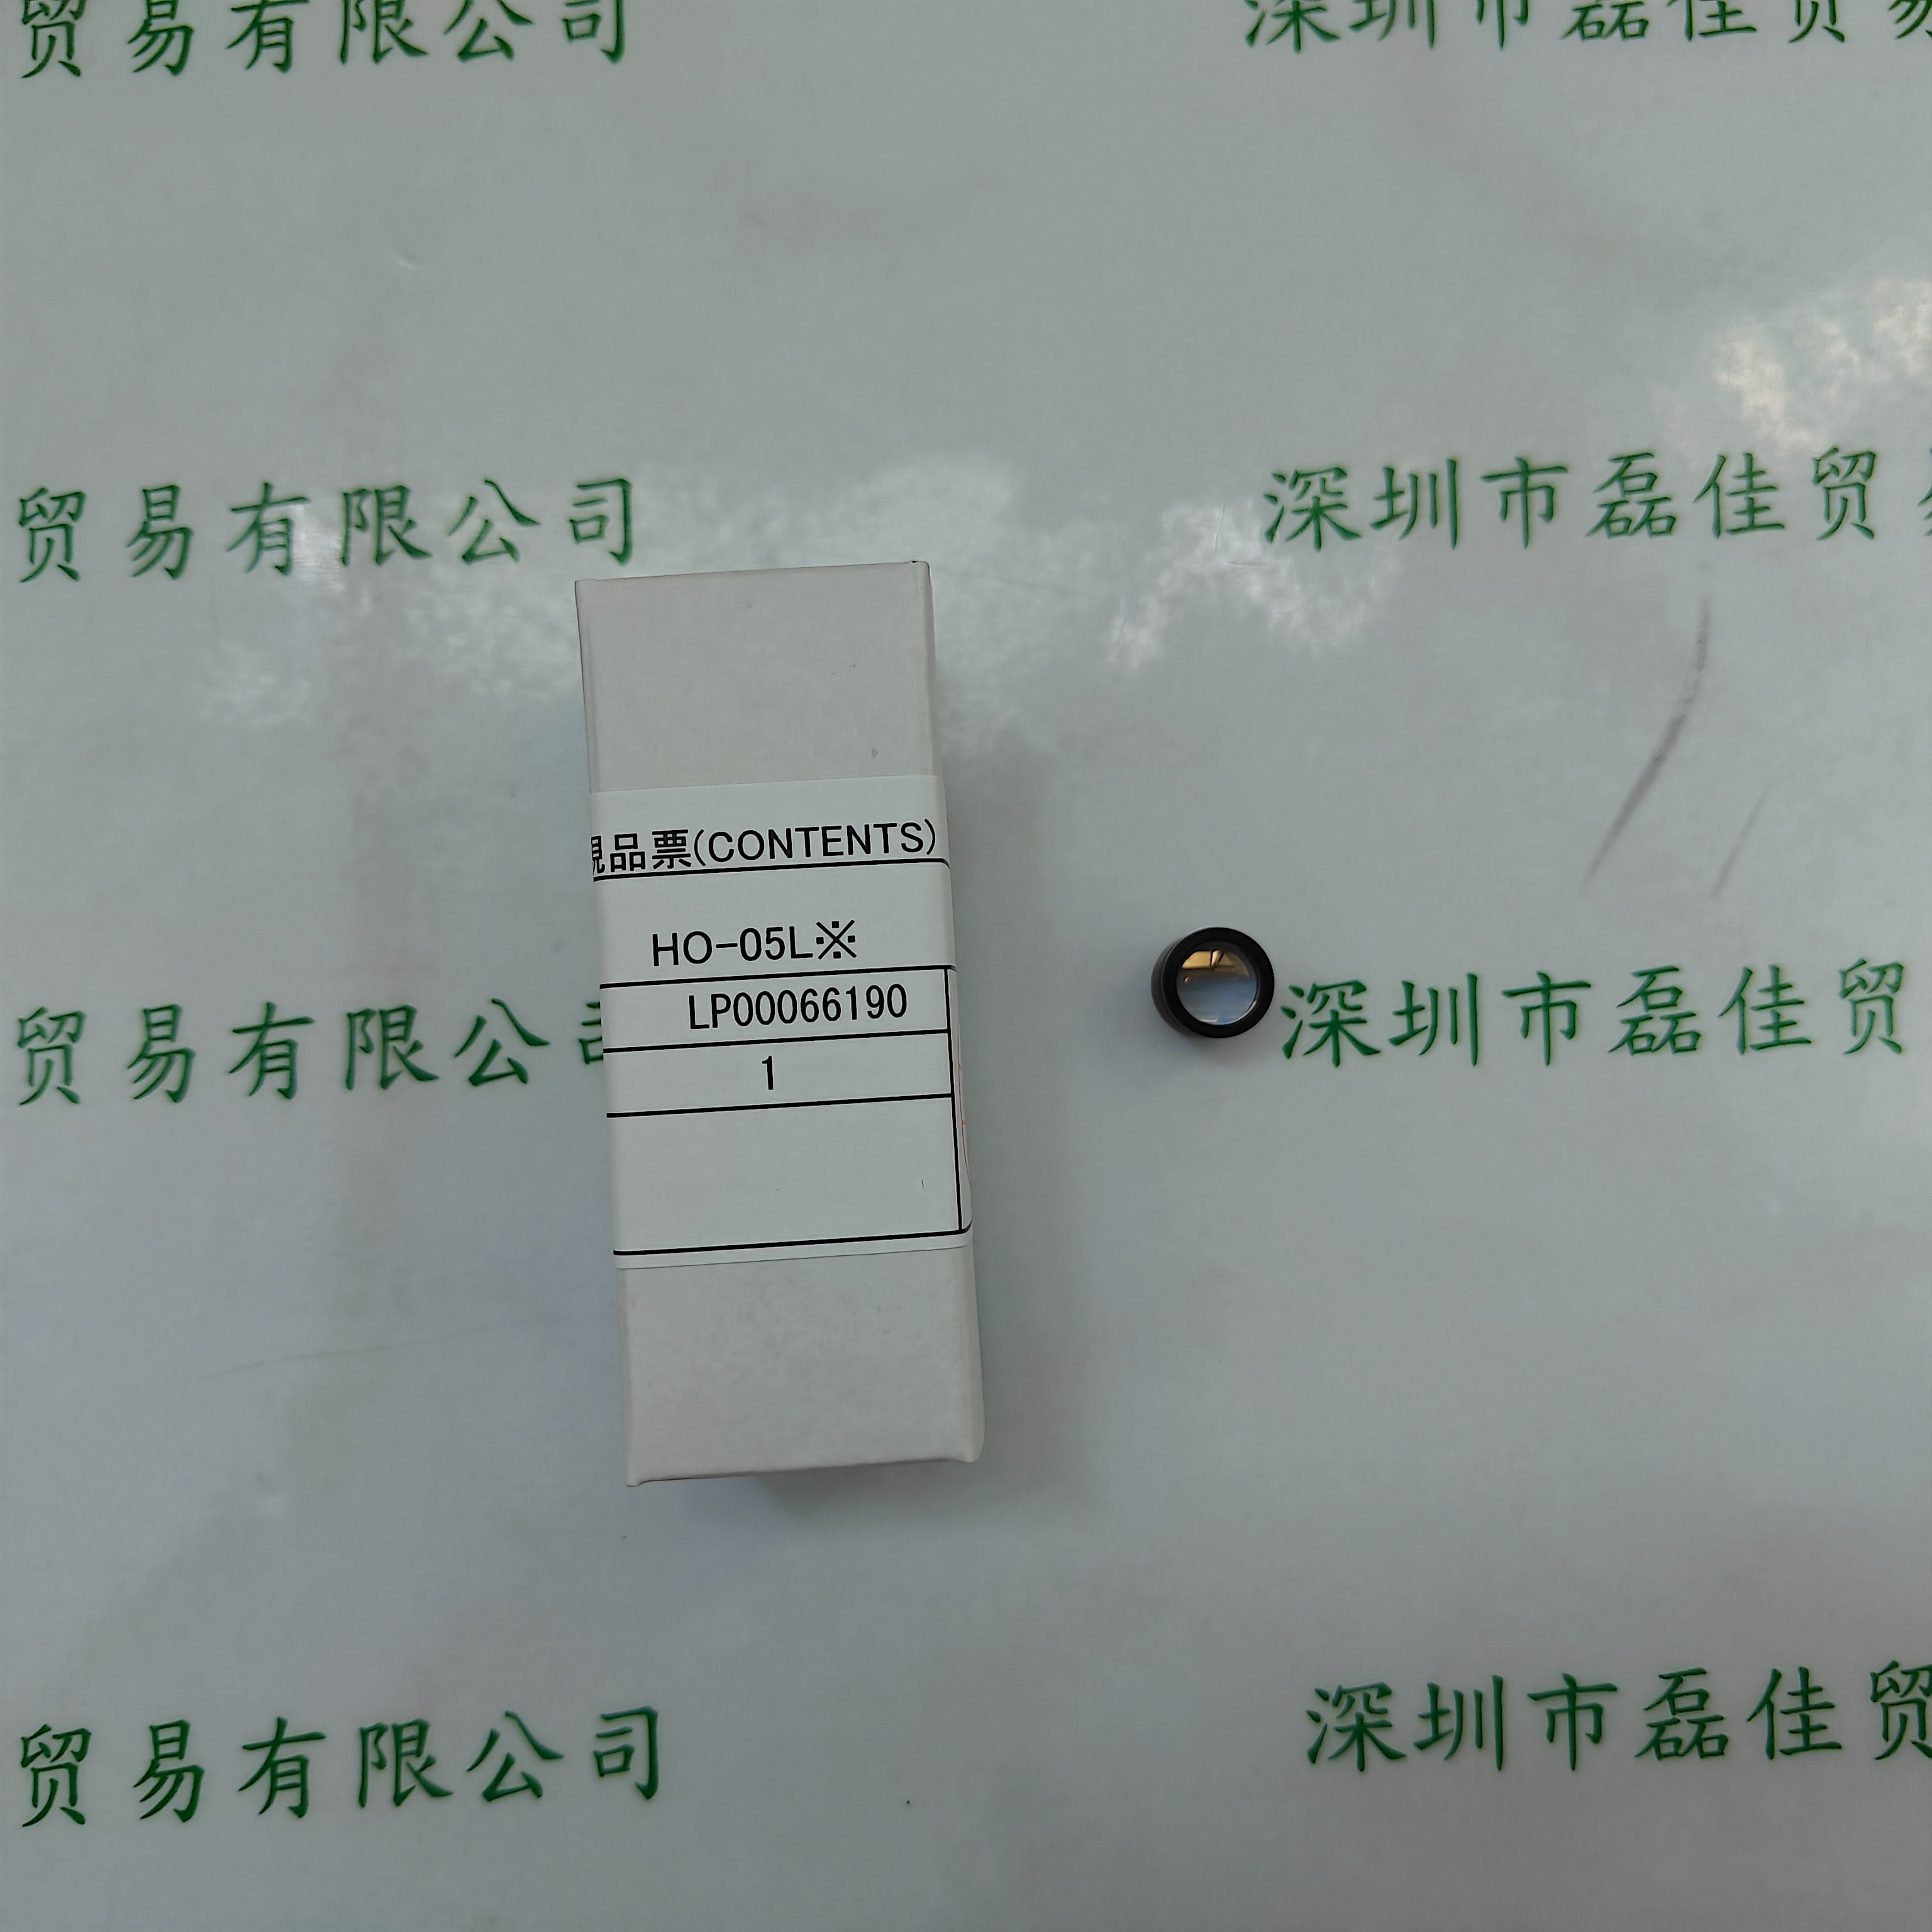 贸易有限公司
深圳市磊佳贸易
贸易有限公司
深圳市磊佳贸
現品票(CONTENTS)
HO-05L※
LP00066190
1
贸易有限公司
深圳市磊佳贸
贸易有限公司
深圳市磊佳贸